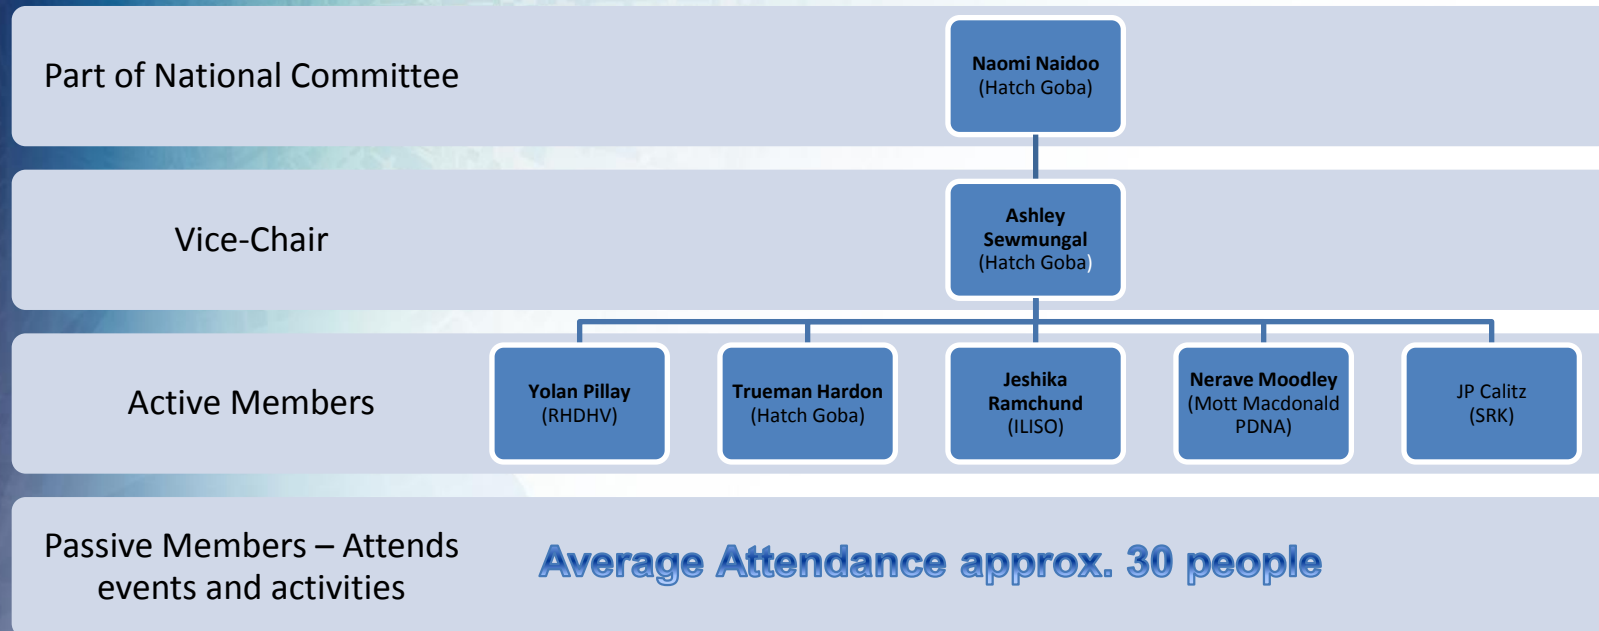 Part of National Committee
Naomi Naidoo
(Hatch Goba)
Vice-Chair
Ashley
Sewmungal
(Hatch Goba)
Active Members
Yolan Pillay
(RHDHV)
Trueman Hardon
(Hatch Goba)
Jeshika
Ramchund
(ILISO)
Nerave Moodley
(Mott Macdonald
PDNA)
JP Calitz
(SRK)
Passive Members – Attends
events and activities
Average Attendance approx. 30 people